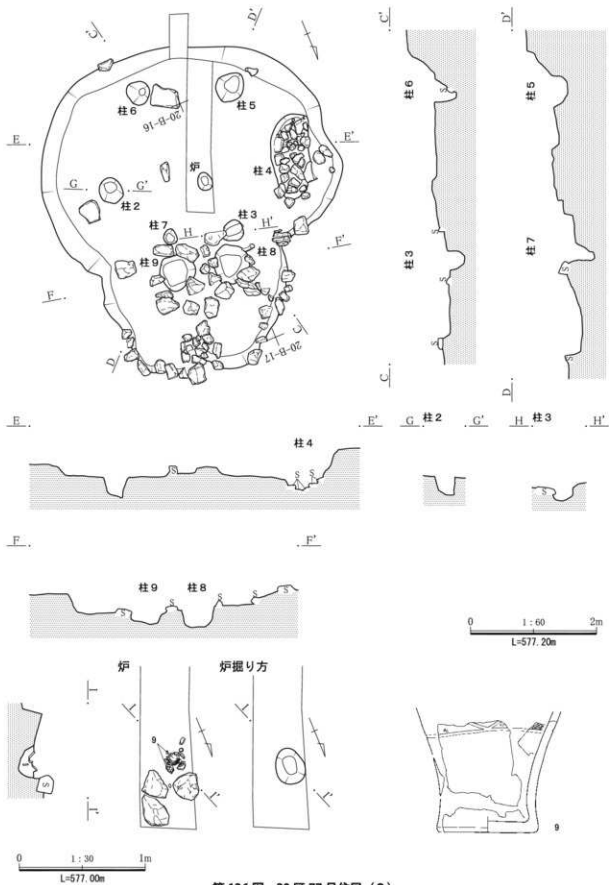 C'
D'
柱6
20-B-16
柱5
E
E'
炉
柱4
G
G'
柱2
柱7
柱3
H
H'
柱9
柱8
F'
F
C
20-B-17
D
C'
D'
柱6
S
柱5
柱3
S
S
柱7
S
S
S
C
D
E
E'
柱4
S
S
S
G
柱2
G'
H
柱3
H'
S
F
F'
柱9
柱8
S
S
S
S
S
0 1:60 2m
L=577.20m
炉
炉掘り方
I
I'
S
9
I
I'
I
I'
9
0 1:30 1m
L=577.00m